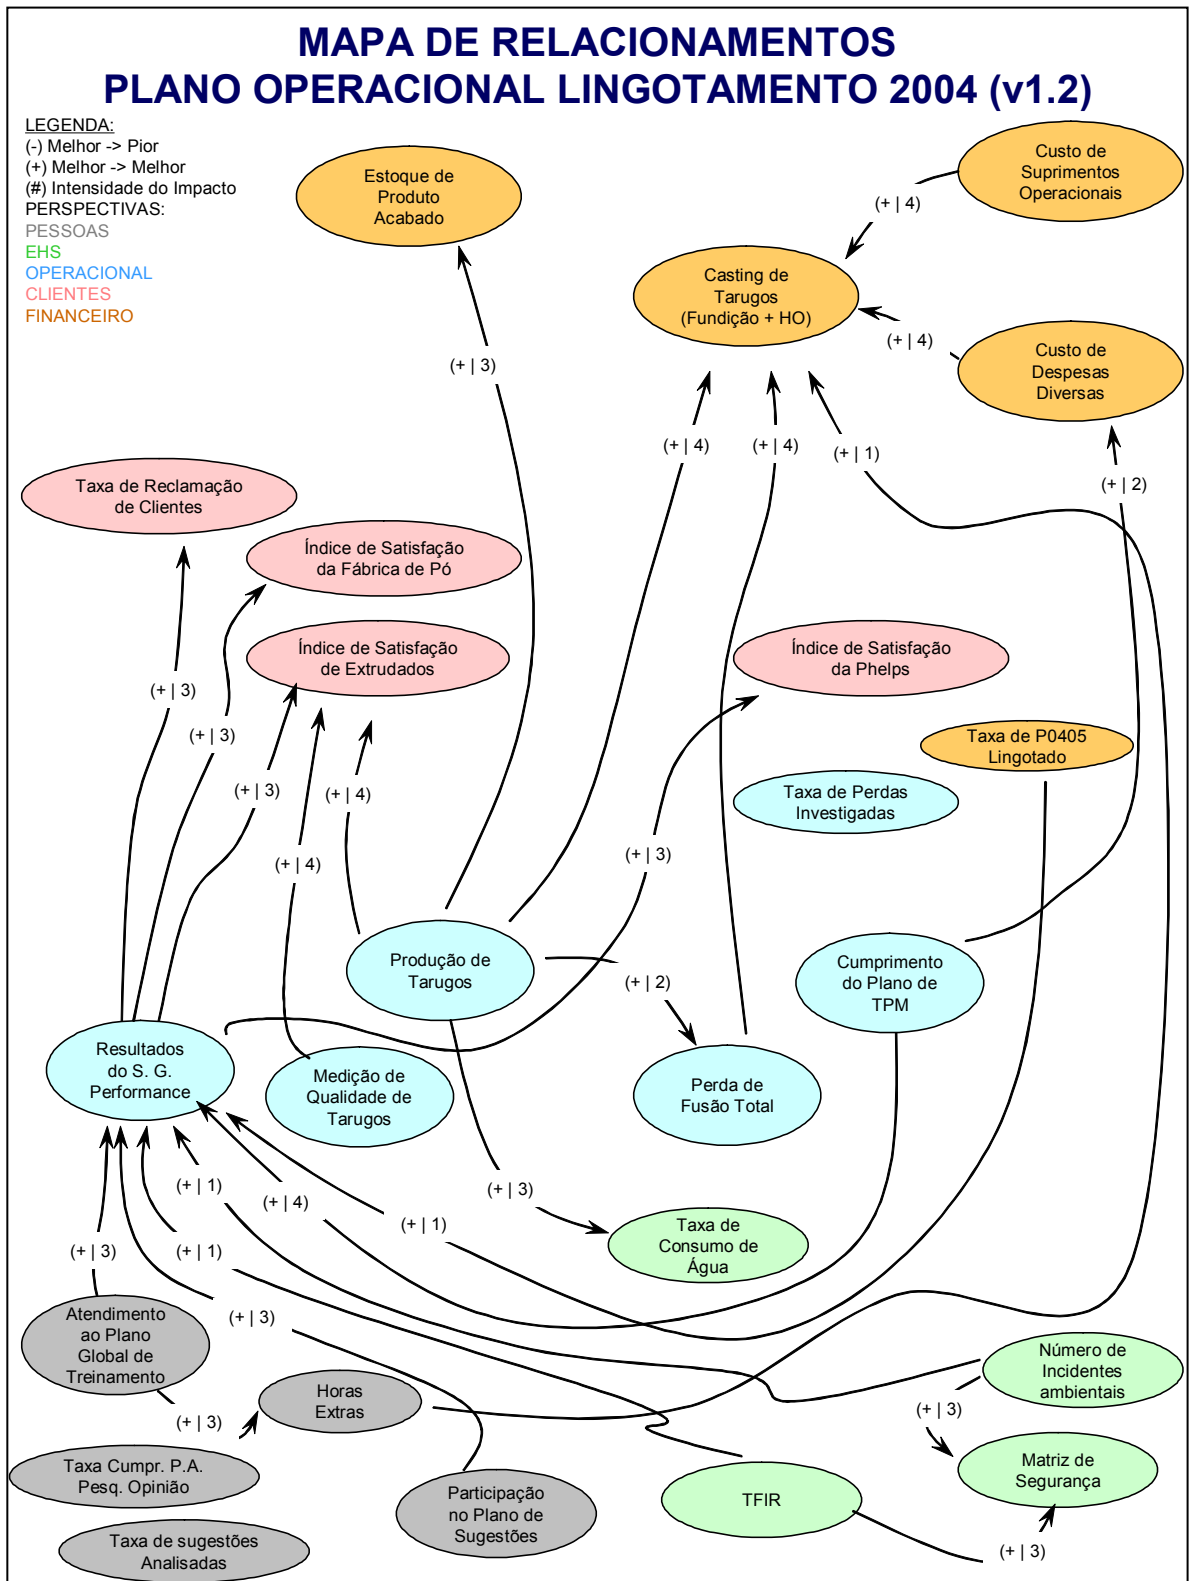 MAPA DE RELACIONAMENTOS
PLANO OPERACIONAL LINGOTAMENTO 2004 (v1.2)
LEGENDA:
(-) Melhor -> Pior
(+) Melhor -> Melhor
(#) Intensidade do Impacto
PERSPECTIVAS:
PESSOAS
EHS
OPERACIONAL
CLIENTES
FINANCEIRO
Estoque de
Produto
Acabado
Custo de
Suprimentos
Operacionais
(+ | 4)
Casting de
Tarugos
(Fundição + HO)
(+ | 4)
Custo de
Despesas
Diversas
(+ | 3)
(+ | 4)
(+ | 4)
(+ | 1)
(+ | 2)
Taxa de Reclamação
de Clientes
Índice de Satisfação
da Fábrica de Pó
Índice de Satisfação
de Extrudados
Índice de Satisfação
da Phelps
(+ | 3)
(+ | 3)
(+ | 3)
(+ | 4)
(+ | 4)
(+ | 3)
Taxa de P0405
Lingotado
Taxa de Perdas
Investigadas
Produção de
Tarugos
(+ | 2)
Cumprimento
do Plano de
TPM
Resultados
do S. G.
Performance
Medição de
Qualidade de
Tarugos
Perda de
Fusão Total
(+ | 1)
(+ | 4)
(+ | 3)
(+ | 1)
Taxa de
Consumo de
Água
(+ | 3)
(+ | 1)
(+ | 3)
Atendimento
ao Plano
Global de
Treinamento
Horas
Extras
(+ | 3)
Número de
Incidentes
ambientais
(+ | 3)
Taxa Cumpr. P.A.
Pesq. Opinião
Participação
no Plano de
Sugestões
TFIR
Matriz de
Segurança
(+ | 3)
Taxa de sugestões
Analisadas